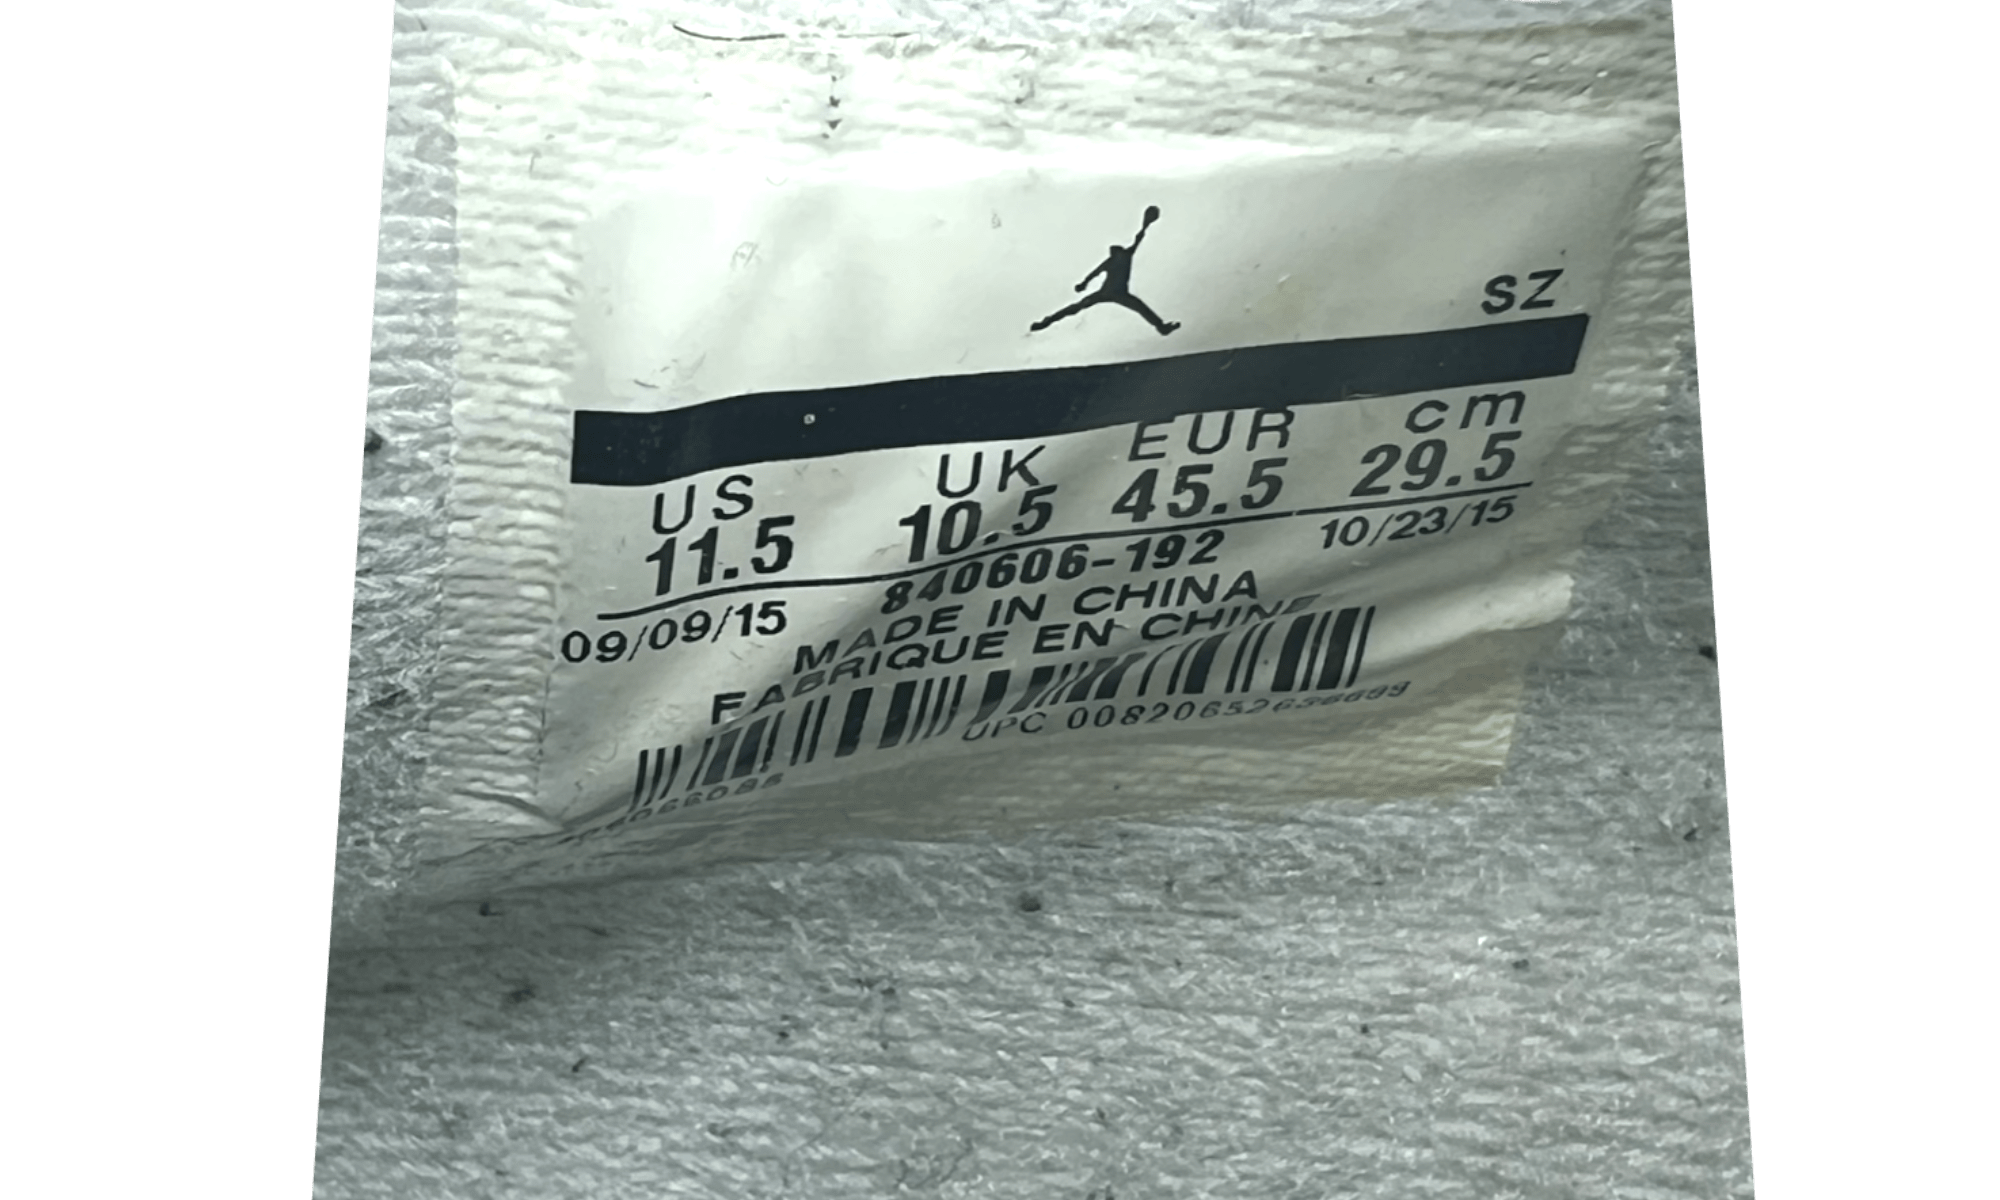 SZ
US UK EUR cm
11.5 10.5 45.5 29.5
09/09/15 840606-192 10/23/15
MADE IN CHINA
FABRIQUE EN CHINE